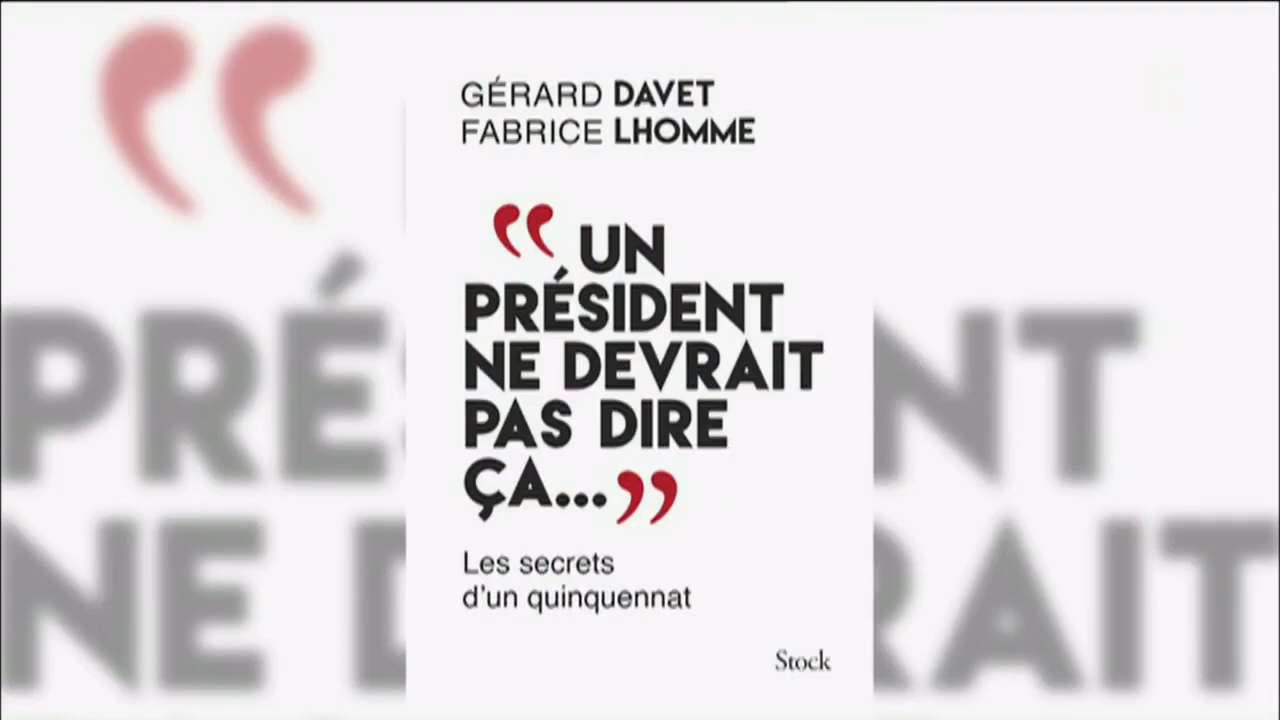 GÉRARD DAVET
FABRICE LHOMME
“ UN
PRÉSIDENT
NE DEVRAIT
PAS DIRE
ÇA... ”
Les secrets
d'un quinquennat
Stock